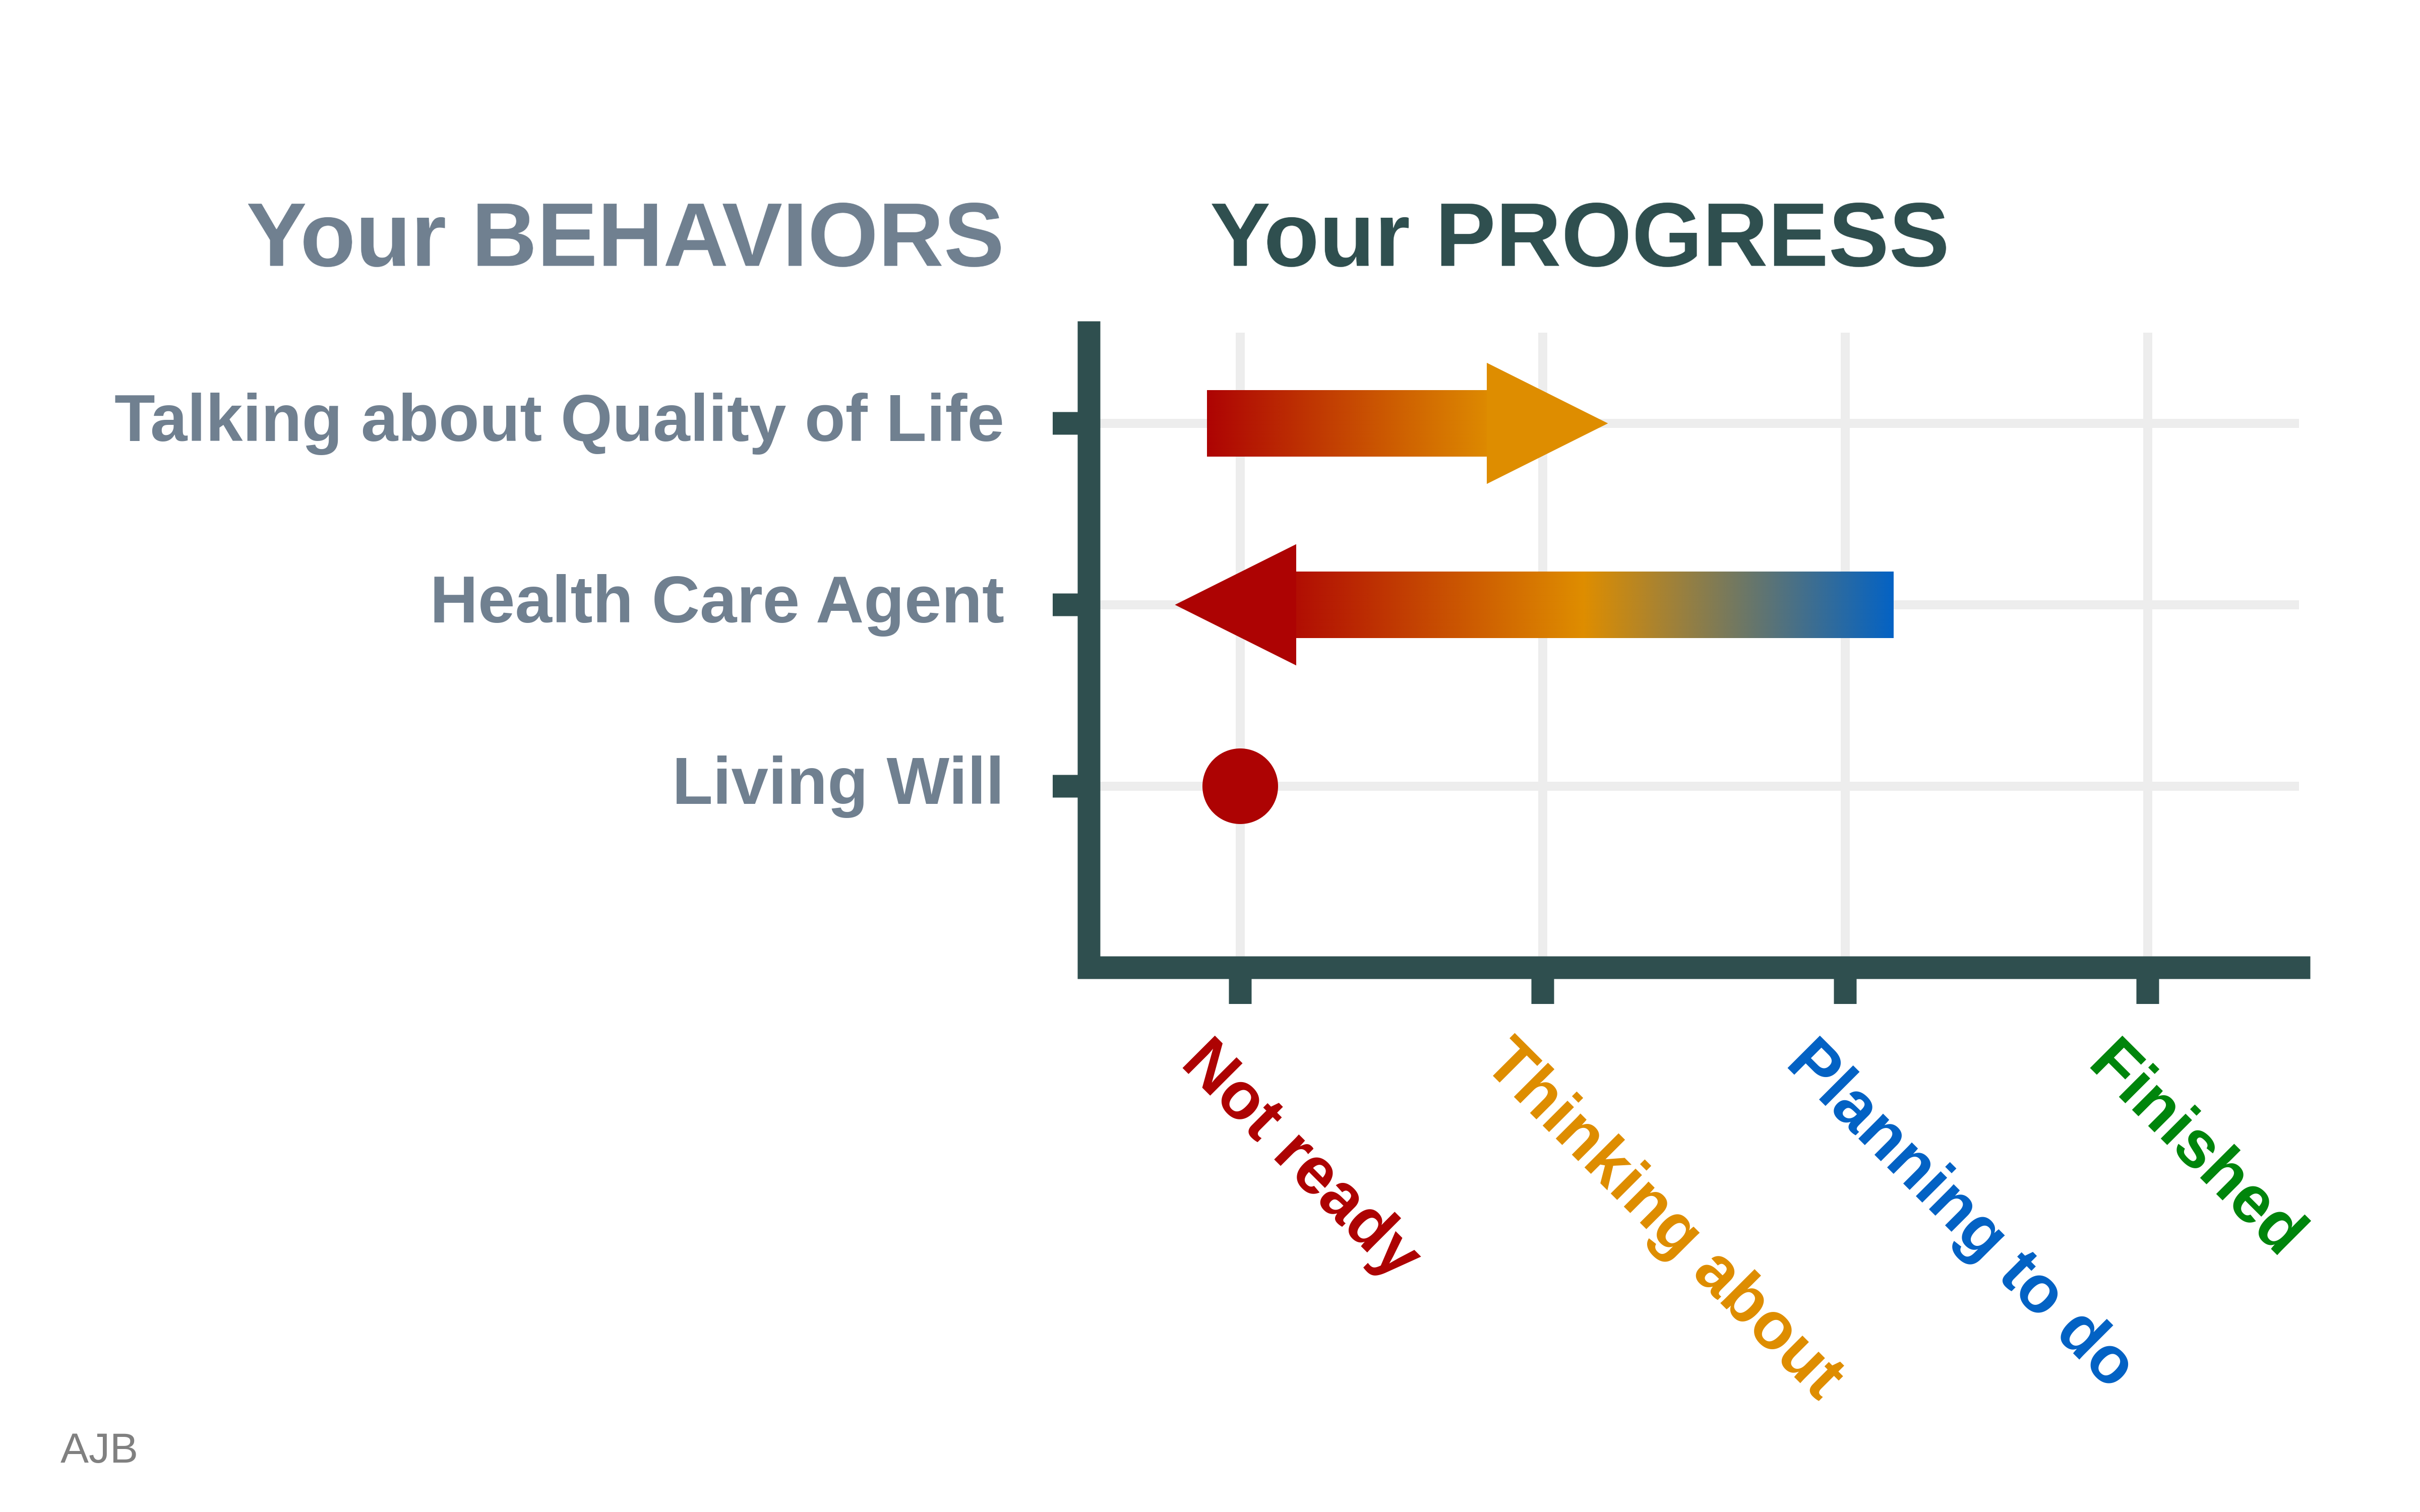 Your BEHAVIORS
Your PROGRESS
Talking about Quality of Life
Health Care Agent
Living Will
Not ready
Thinking about
Planning to do
Finished
AJB